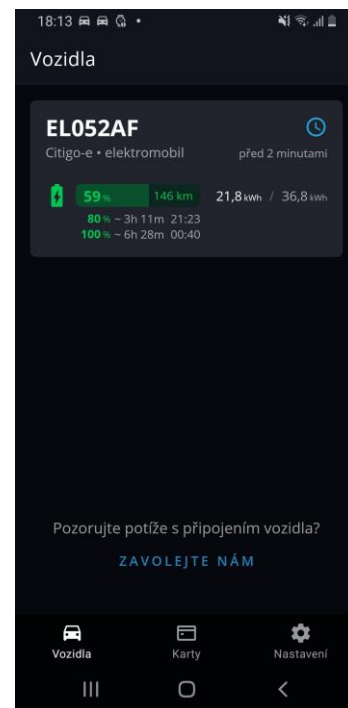 18:13
Vozidla
EL052AF
Citigo-e • elektromobil před 2 minutami
59% 146 km 21,8 kWh / 36,8 kWh
80% ~ 3h 11m 21:23
100% ~ 6h 28m 00:40
Pozorujte potíže s připojením vozidla?
ZAVOLEJTE NÁM
Vozidla Karty Nastavení